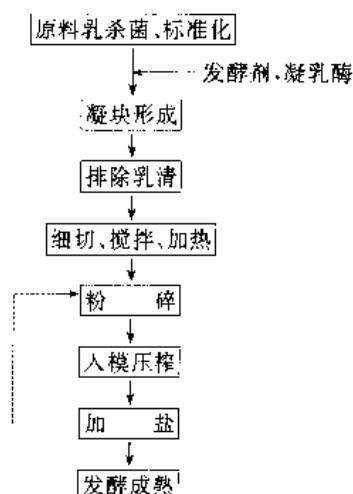 原料乳杀菌、标准化
发酵剂、凝乳酶
凝块形成
排除乳清
细切、搅拌、加热
粉 碎
入模压榨
加 盐
发酵成熟